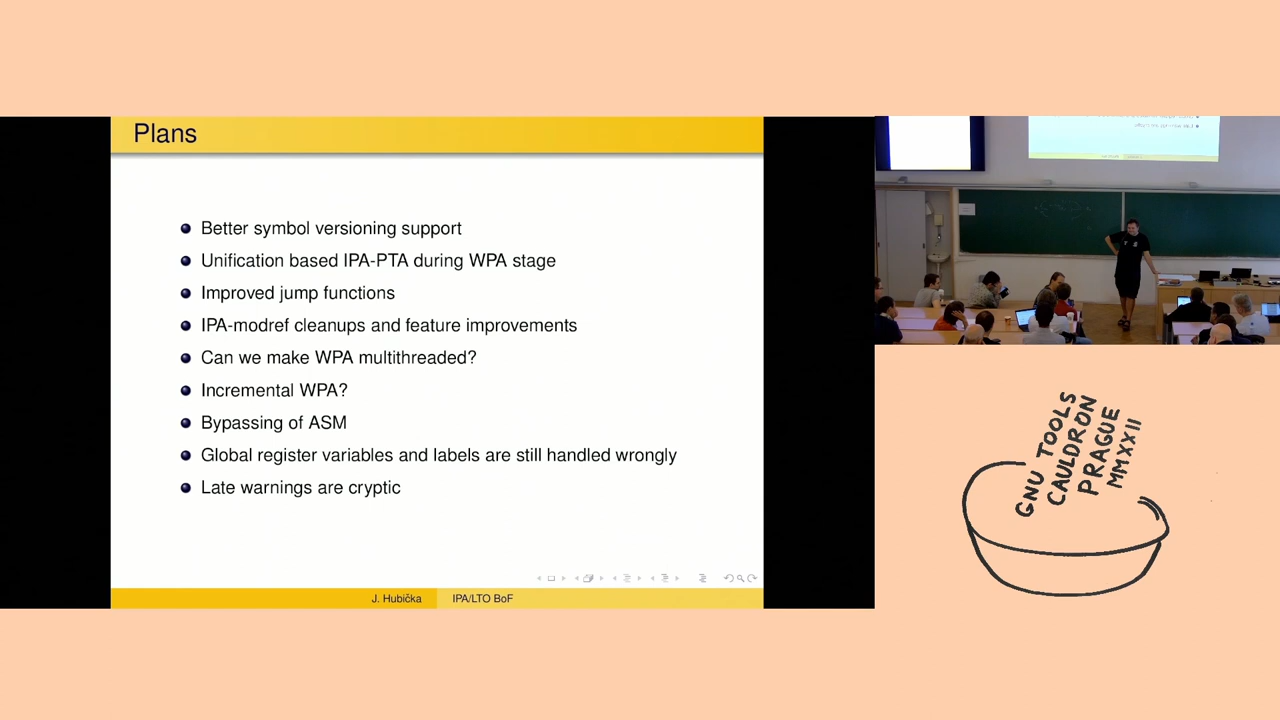 Plans
Better symbol versioning support
Unification based IPA-PTA during WPA stage
Improved jump functions
IPA-modref cleanups and feature improvements
Can we make WPA multithreaded?
Incremental WPA?
Bypassing of ASM
Global register variables and labels are still handled wrongly
Late warnings are cryptic
J. Hubička
IPA/LTO BoF
GNU TOOLS
CAULDRON
PRAGUE
MMXXII